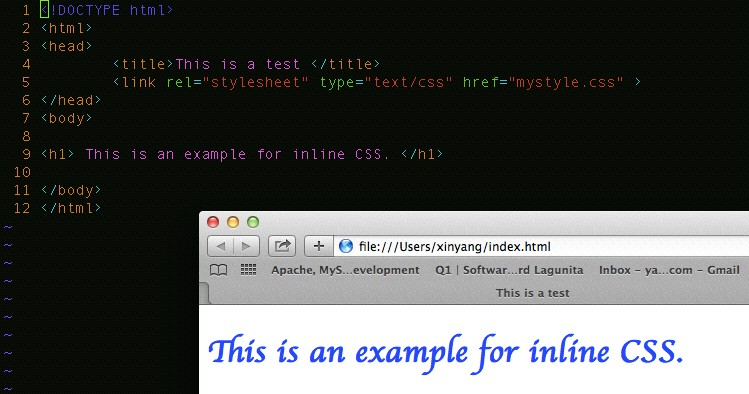 1 <!DOCTYPE html>
2 <html>
3 <head>
4 <title>This is a test </title>
5 <link rel="stylesheet" type="text/css" href="mystyle.css" >
6 </head>
7 <body>
8
9 <h1> This is an example for inline CSS. </h1>
10
11 </body>
12 </html>
~
~
~
~
~
~
~
~
~
file:///Users/xinyang/index.html
Apache, MyS...evelopment Q1 | Softwar...rd Lagunita Inbox – ya...com – Gmail
This is a test
This is an example for inline CSS.